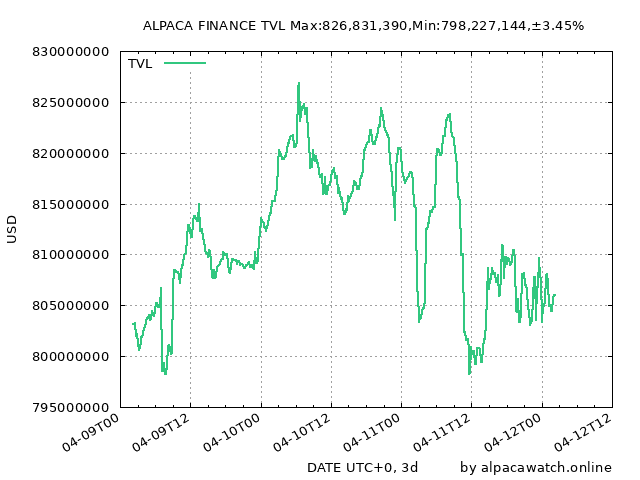 ALPACA FINANCE TVL Max:826,831,390,Min:798,227,144,±3.45%
830000000
TVL
825000000
820000000
815000000
USD
810000000
805000000
800000000
795000000
04-09T00
04-09T12
04-10T00
04-10T12
04-11T00
04-11T12
04-12T00
04-12T12
DATE UTC+0, 3d
by alpacawatch.online